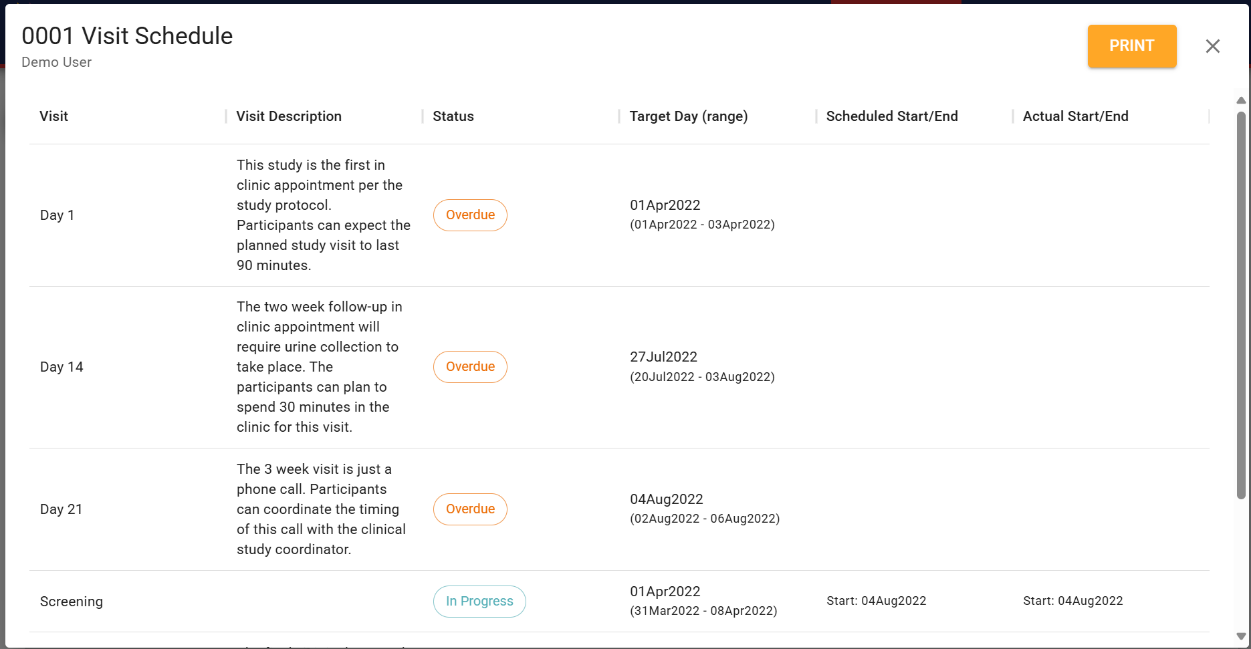 0001 Visit Schedule
Demo User
PRINT
Visit
Visit Description
Status
Target Day (range)
Scheduled Start/End
Actual Start/End
Day 1
This study is the first in
clinic appointment per the
study protocol.
Participants can expect the
planned study visit to last
90 minutes.
Overdue
01Apr2022
(01Apr2022 - 03Apr2022)
Day 14
The two week follow-up in
clinic appointment will
require urine collection to
take place. The
participants can plan to
spend 30 minutes in the
clinic for this visit.
Overdue
27Jul2022
(20Jul2022 - 03Aug2022)
Day 21
The 3 week visit is just a
phone call. Participants
can coordinate the timing
of this call with the clinical
study coordinator.
Overdue
04Aug2022
(02Aug2022 - 06Aug2022)
Screening
In Progress
01Apr2022
(31Mar2022 - 08Apr2022)
Start: 04Aug2022
Start: 04Aug2022